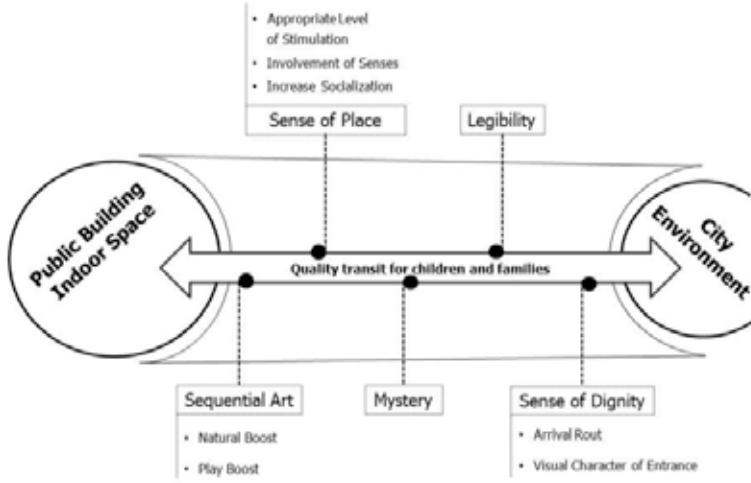 • Appropriate Level
of Stimulation
• Involvement of Senses
• Increase Socialization
Sense of Place
Legibility
Public Building
Indoor Space
City
Environment
Quality transit for children and families
Sequential Art
• Natural Boost
• Play Boost
Mystery
Sense of Dignity
• Arrival Rout
• Visual Character of Entrance